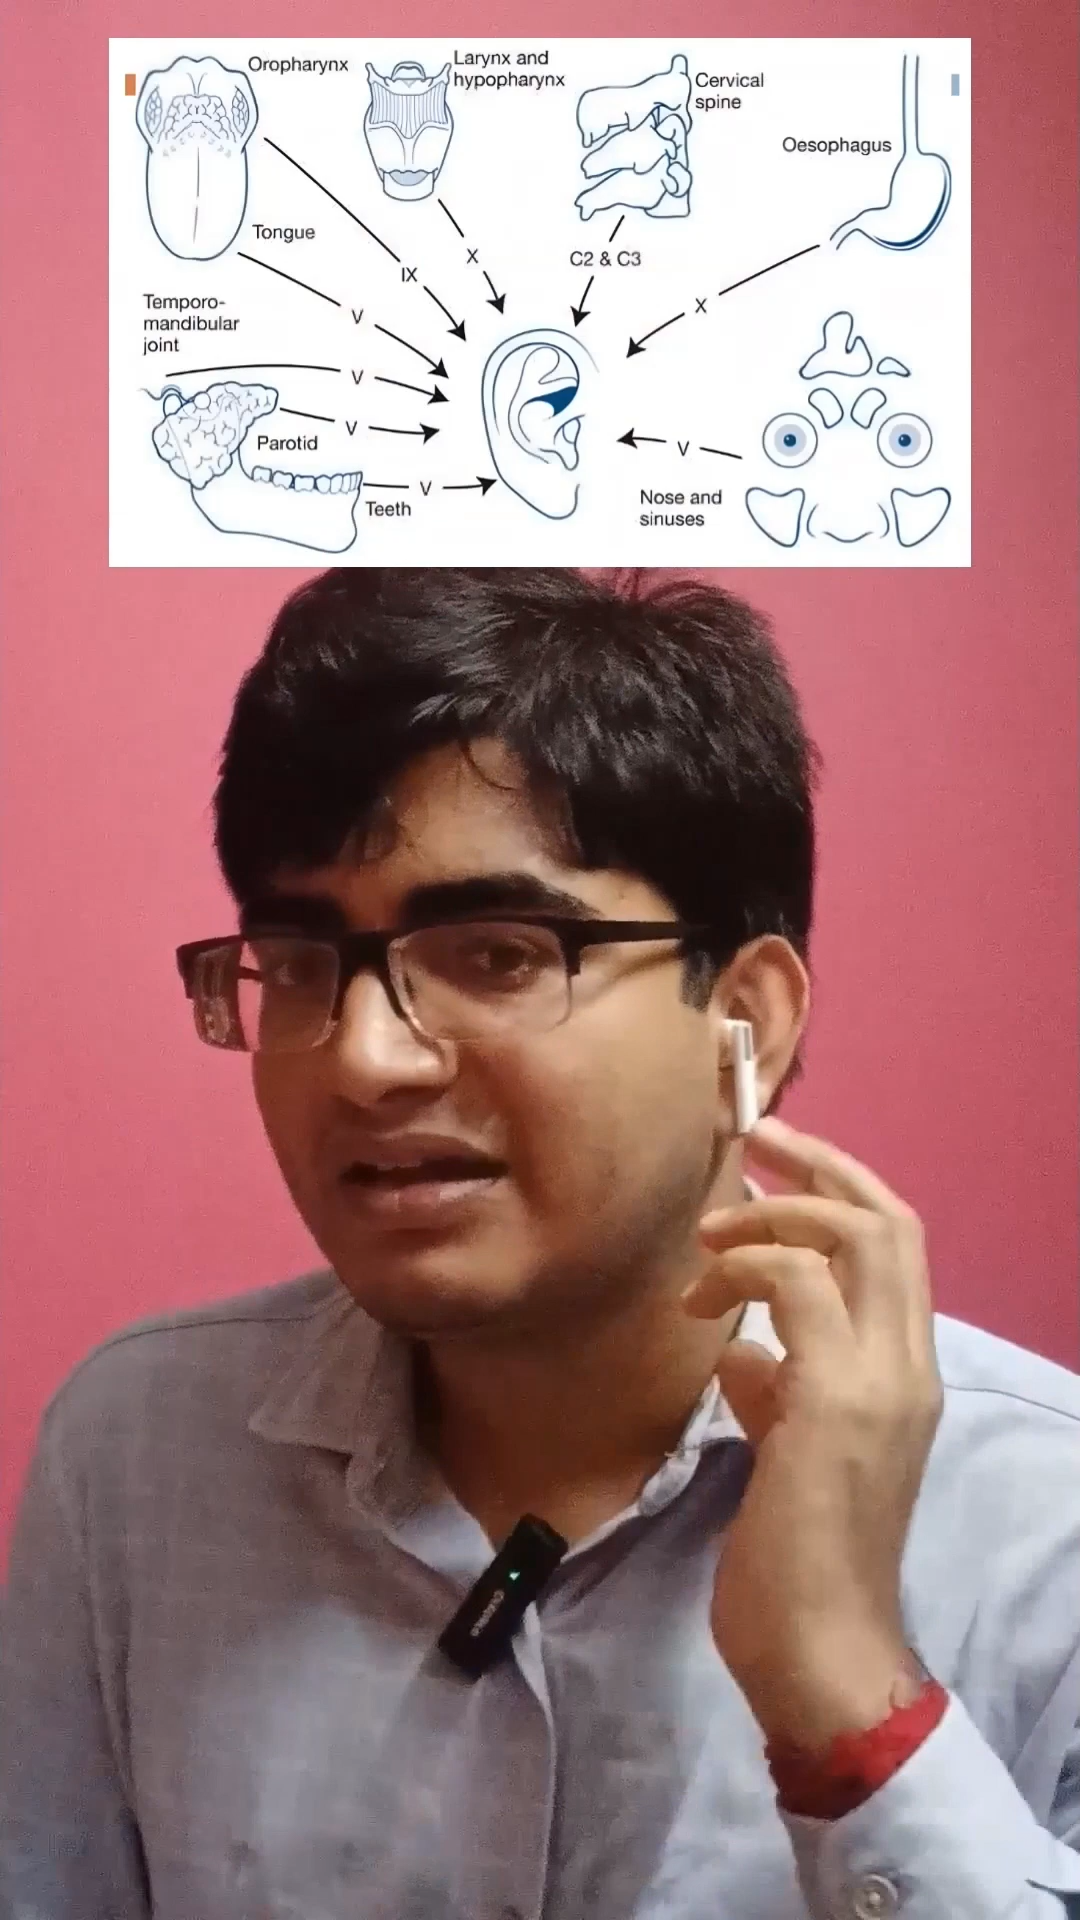 Oropharynx
Larynx and
hypopharynx
Cervical
spine
Oesophagus
Tongue
IX
X
C2 & C3
X
V
Temporo-
mandibular
joint
V
V
Parotid
V
Teeth
V
Nose and
sinuses